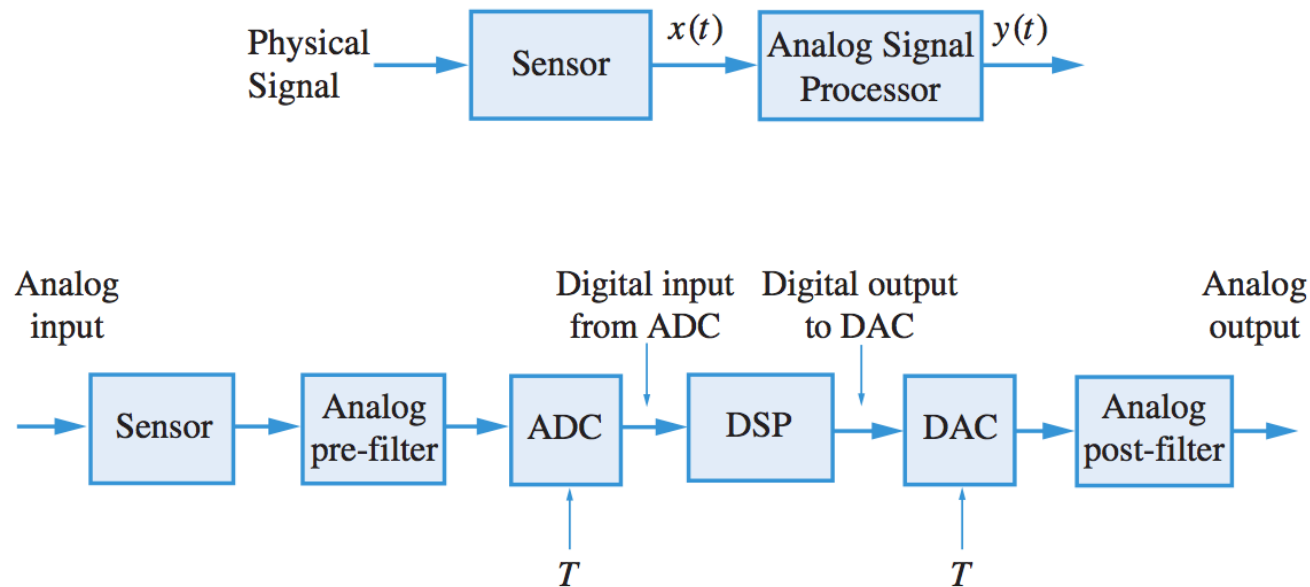 Physical
Signal
Sensor
x(t)
Analog Signal
Processor
y(t)
Analog
input
Digital input
from ADC
Digital output
to DAC
Analog
output
Sensor
Analog
pre-filter
ADC
DSP
DAC
Analog
post-filter
T
T